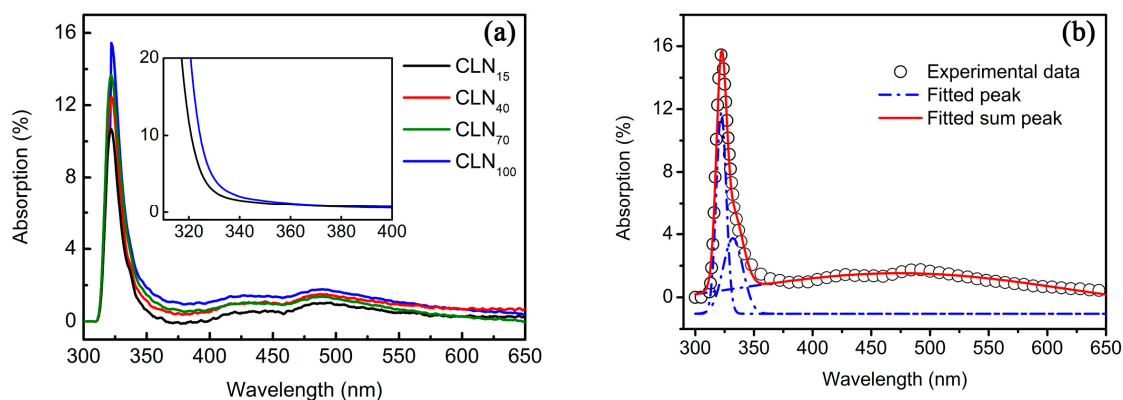 (a)
16
12
8
4
0
300 350 400 450 500 550 600 650
Absorption (%)
Wavelength (nm)
20
10
0
320 340 360 380 400
CLN15
CLN40
CLN70
CLN100
(b)
16
12
8
4
0
300 350 400 450 500 550 600 650
Absorption (%)
Wavelength (nm)
Experimental data
Fitted peak
Fitted sum peak